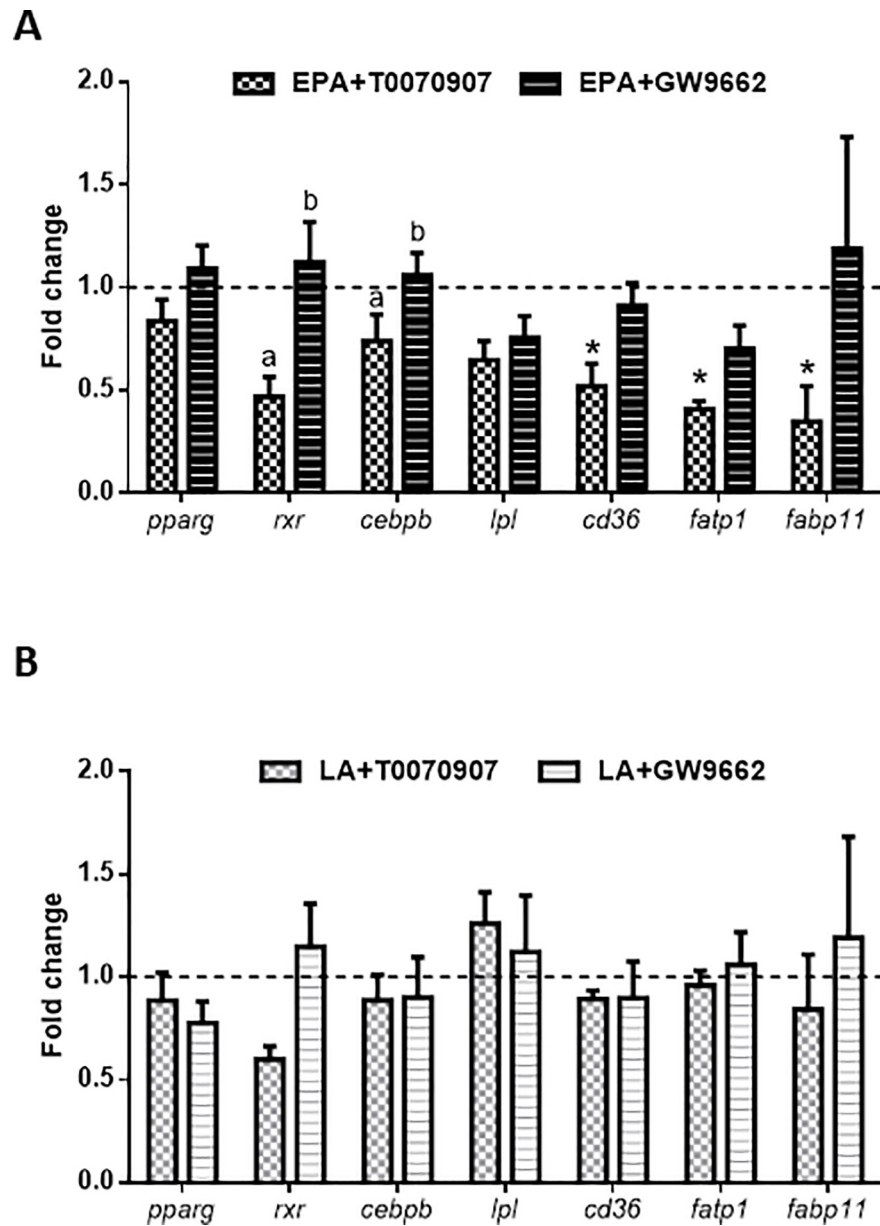 A
2.0
EPA+T0070907 EPA+GW9662
1.5
b
b
Fold change
1.0
a
a
* * *
0.5
0.0
pparg rxr cebpb lpl cd36 fatp1 fabp11
B
2.0
LA+T0070907 LA+GW9662
1.5
Fold change
1.0
0.5
0.0
pparg rxr cebpb lpl cd36 fatp1 fabp11